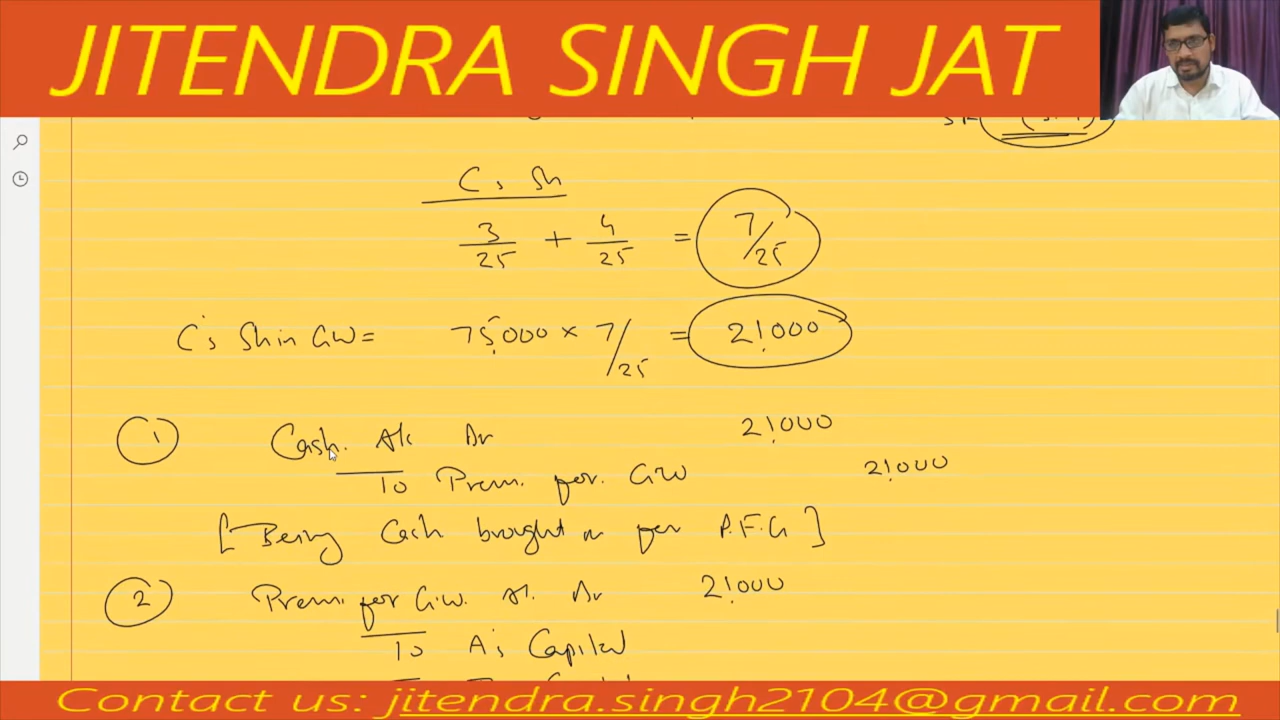 JITENDRA SINGH JAT
C's Sh
3/25 + 4/25 = 7/25
C's Sh in GW = 75,000 × 7/25 = 21,000
1 Cash A/c Dr 21,000
To Prem. for. GW 21,000
[Being Cash brought in for P.F.G]
2 Prem. for G.W. A/c. Dr 21,000
To A's Capital
Contact us: jitendra.singh2104@gmail.com